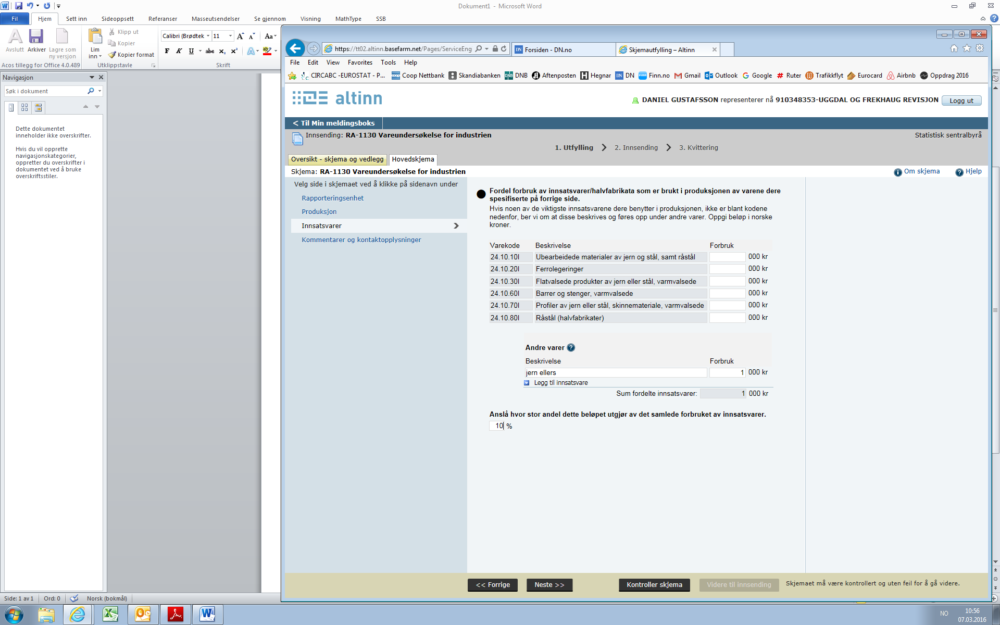 Dokument1 - Microsoft Word
Fil Hjem Sett inn Sideoppsett Referanser Masseutsendelser Se gjennom Visning MathType SSB
Avslutt Arkiver Lagre som ny versjon
Acos tillegg for Office 4.0.489
Lim inn
Klipp ut
Kopier
Kopier format
Utklippstavle
Calibri (Brødtek 11
Aa
F K U abc x₂ x²
Skrift
Navigasjon
Søk i dokument
Dette dokumentet
inneholder ikke overskrifter.
Hvis du vil opprette
navigasjonskategorier,
oppretter du overskrifter i
dokumentet ved å bruke
overskriftsstiler.
https://tt02.altinn.basefarm.net/Pages/ServiceEng
Forsiden - DN.no
Skjemautfylling – Altinn
File Edit View Favorites Tools Help
CIRCABC -EUROSTAT - P... Coop Nettbank Skandiabanken DNB Aftenposten Hegnar DN Finn.no Gmail Outlook Google Ruter Trafikkflyt Eurocard Airbnb Oppdrag 2016
altinn
DANIEL GUSTAFSSON representerer nå 910348353-UGGDAL OG FREKHAUG REVISJON
Logg ut
< Til Min meldingsboks
Innsending: RA-1130 Vareundersøkelse for industrien
Statistisk sentralbyrå
1. Utfylling 2. Innsending 3. Kvittering
Oversikt - skjema og vedlegg
Hovedskjema
Skjema: RA-1130 Vareundersøkelse for industrien
Om skjema
Hjelp
Velg side i skjemaet ved å klikke på sidenavn under
Rapporteringsenhet
Produksjon
Innsatsvarer
Kommentarer og kontaktopplysninger
Fordel forbruk av innsatsvarer/halvfabrikata som er brukt i produksjonen av varene dere
spesifiserte på forrige side.
Hvis noen av de viktigste innsatsvarene dere benytter i produksjonen, ikke er blant kodene
nedenfor, ber vi om at disse beskrives og føres opp under andre varer. Oppgi beløp i norske
kroner.
Varekode Beskrivelse Forbruk
24.10.10I Ubearbeidede materialer av jern og stål, samt råstål 000 kr
24.10.20I Ferrolegeringer 000 kr
24.10.30I Flatvalsede produkter av jern eller stål, varmvalsede 000 kr
24.10.60I Barrer og stenger, varmvalsede 000 kr
24.10.70I Profiler av jern eller stål, skinnemateriale, varmvalsede 000 kr
24.10.80I Råstål (halvfabrikater) 000 kr
Andre varer
Beskrivelse Forbruk
jern ellers 1 000 kr
Legg til innsatsvare
Sum fordelte innsatsvarer: 1 000 kr
Anslå hvor stor andel dette beløpet utgjør av det samlede forbruket av innsatsvarer.
10 %
<< Forrige
Neste >>
Kontroller skjema
Videre til innsending
Skjemaet må være kontrollert og uten feil for å gå videre.
Side: 1 av 1 Ord: 0 Norsk (bokmål)
NO
10:56
07.03.2016